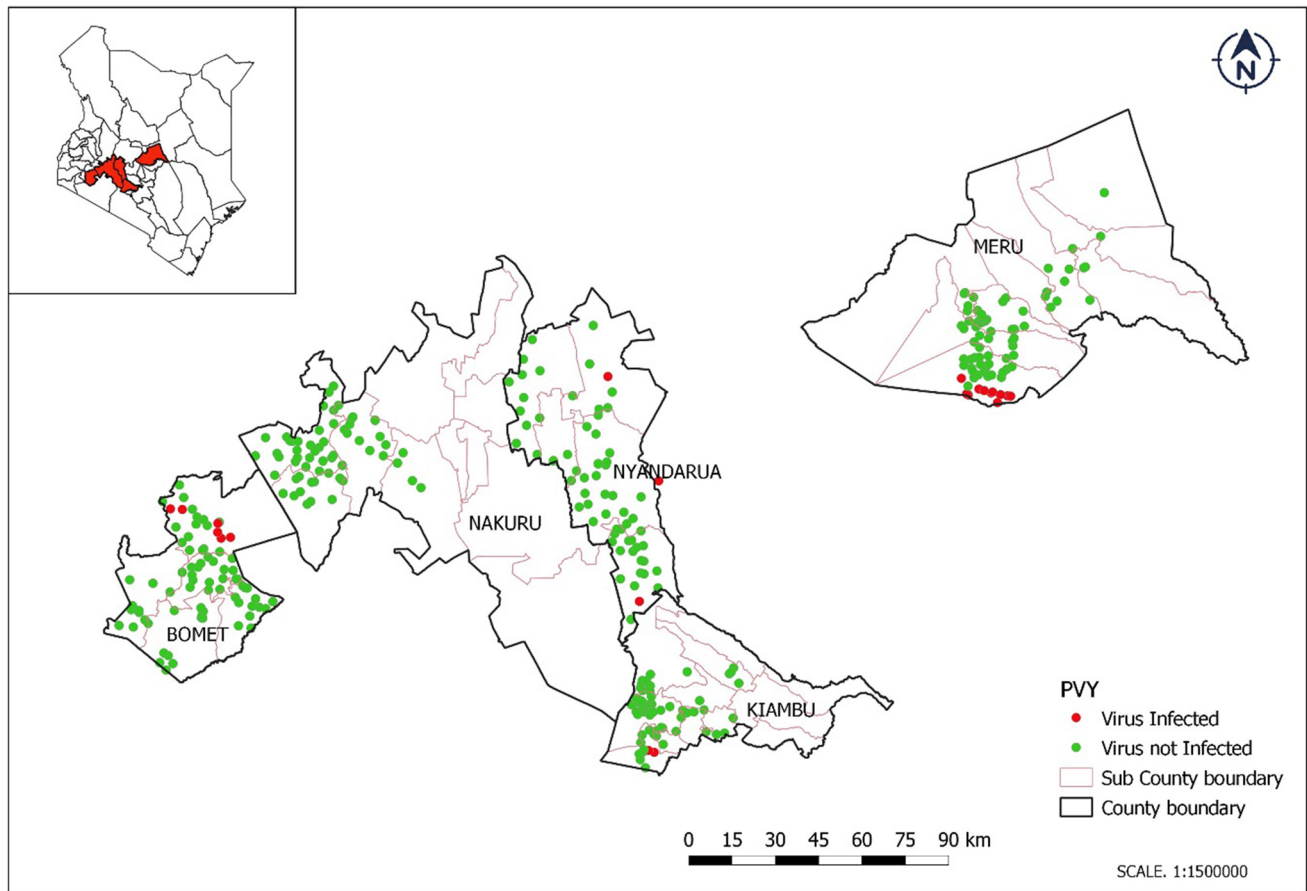 N
MERU
NYANDARUA
NAKURU
BOMET
KIAMBU
PVY
Virus Infected
Virus not Infected
Sub County boundary
County boundary
0 15 30 45 60 75 90 km
SCALE. 1:1500000